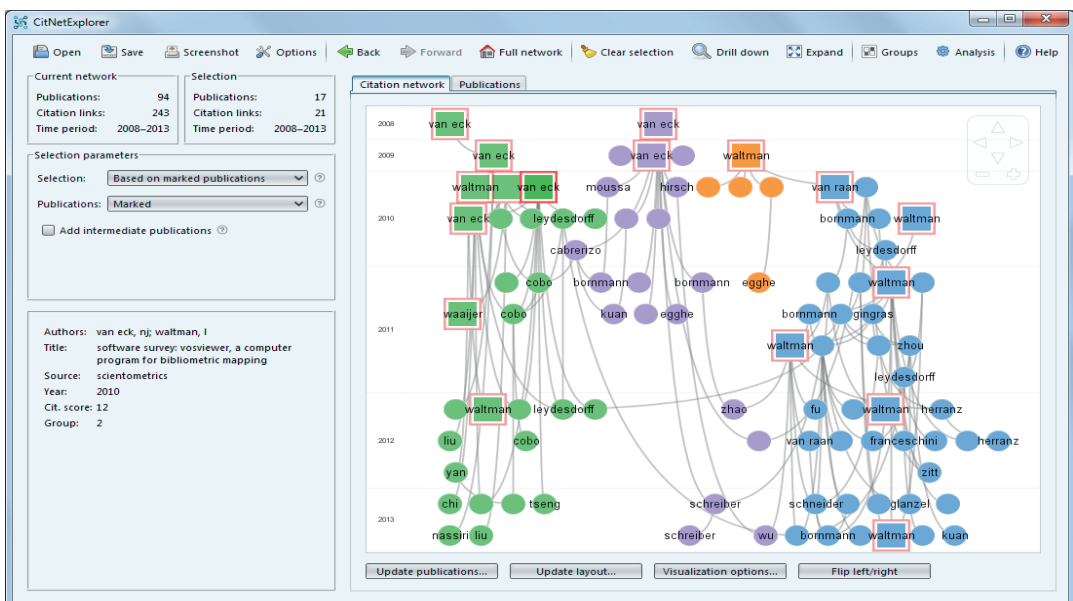 CitNetExplorer
Open Save Screenshot Options Back Forward Full network Clear selection Drill down Expand Groups Analysis Help
Current network
Publications: 94
Citation links: 243
Time period: 2008–2013
Selection
Publications: 17
Citation links: 21
Time period: 2008–2013
Selection parameters
Selection: Based on marked publications
Publications: Marked
Add intermediate publications
Authors: van eck, nj; waltman, l
Title: software survey: vosviewer, a computer
program for bibliometric mapping
Source: scientometrics
Year: 2010
Cit. score: 12
Group: 2
Citation network Publications
2008 van eck van eck
2009 van eck van eck waltman
waltman van eck moussa hirsch van raan
2010 van eck leydesdorff bornmann waltman
cabrerizo leydesdorff
cobo bornmann bornmann egghe waltman
2011 waaijer cobo kuan egghe bornmann gingras
waltman zhou
leydesdorff
waltman leydesdorff zhao fu waltman herranz
2012 liu cobo van raan franceschini herranz
yan zitt
chi tseng schreiber schneider glanzel
2013 nassiri liu schreiber wu bornmann waltman kuan
Update publications... Update layout... Visualization options... Flip left/right